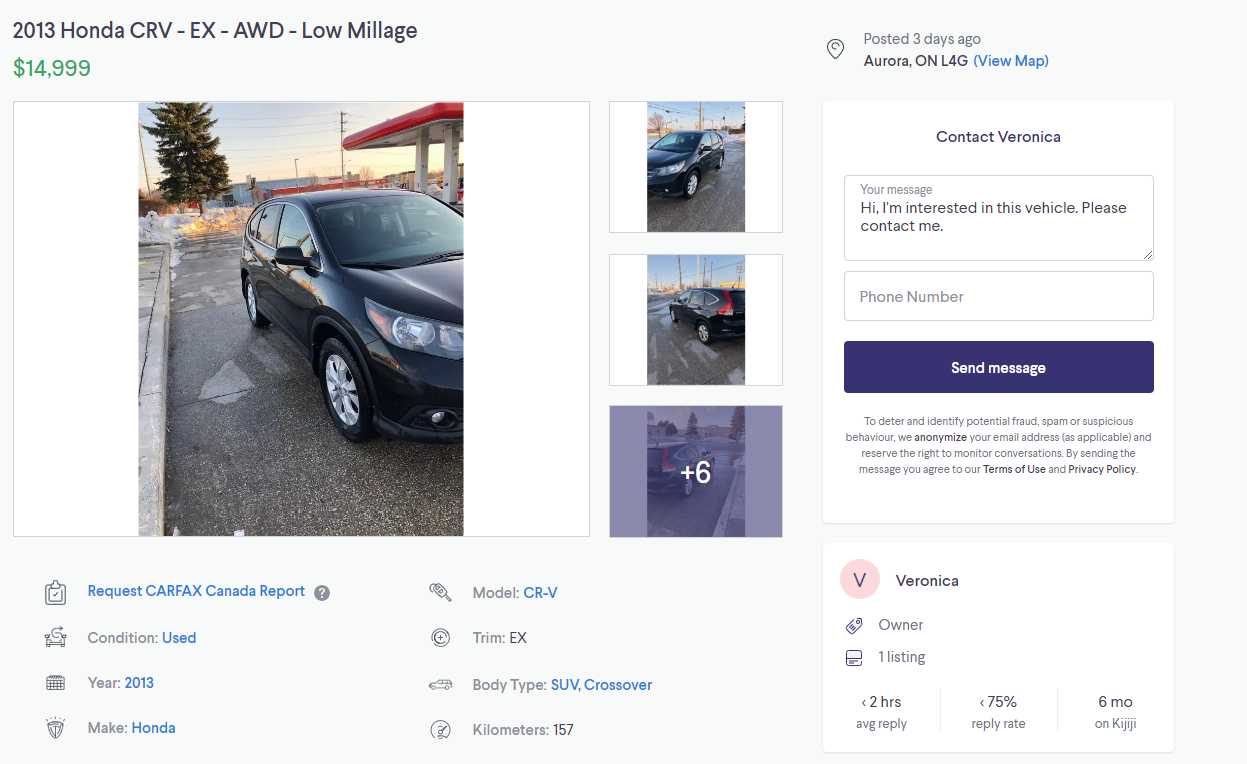 2013 Honda CRV - EX - AWD - Low Millage
$14,999
Posted 3 days ago
Aurora, ON L4G (View Map)
+6
Contact Veronica
Your message
Hi, I'm interested in this vehicle. Please
contact me.
Phone Number
Send message
To deter and identify potential fraud, spam or suspicious
behaviour, we anonymize your email address (as applicable) and
reserve the right to monitor conversations. By sending the
message you agree to our Terms of Use and Privacy Policy.
Request CARFAX Canada Report ?
Condition: Used
Year: 2013
Make: Honda
Model: CR-V
Trim: EX
Body Type: SUV, Crossover
Kilometers: 157
V
Veronica
Owner
1 listing
‹ 2 hrs
avg reply
‹ 75%
reply rate
6 mo
on Kijiji